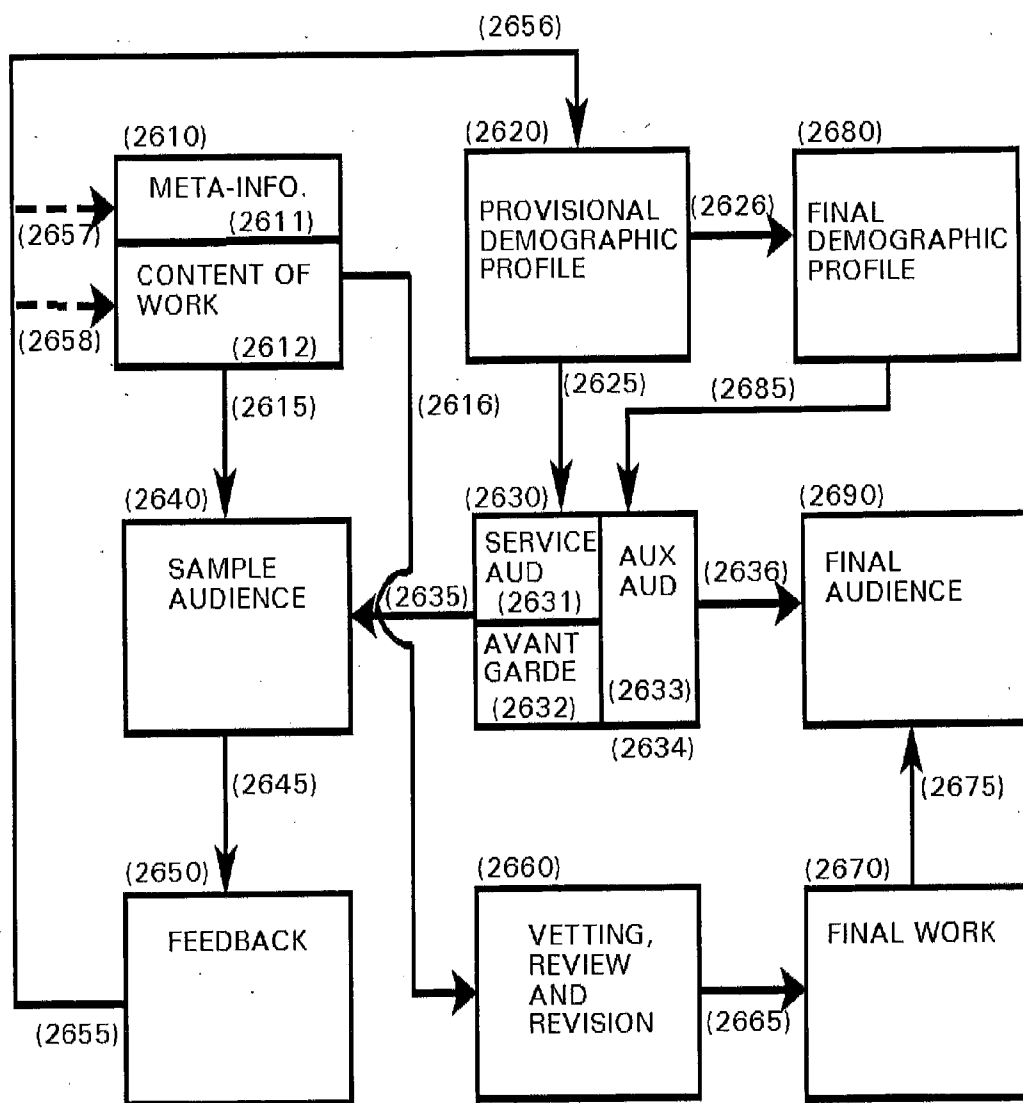 (2656)
(2610)
META-INFO.
(2611)
CONTENT OF
WORK
(2612)
(2657)
(2658)
(2615)
(2616)
(2620)
PROVISIONAL
DEMOGRAPHIC
PROFILE
(2626)
(2680)
FINAL
DEMOGRAPHIC
PROFILE
(2625)
(2685)
(2640)
SAMPLE
AUDIENCE
(2635)
(2630)
SERVICE
AUD
(2631)
AVANT
GARDE
(2632)
AUX
AUD
(2633)
(2634)
(2636)
(2690)
FINAL
AUDIENCE
(2645)
(2675)
(2650)
FEEDBACK
(2655)
(2660)
VETTING,
REVIEW
AND
REVISION
(2665)
(2670)
FINAL WORK